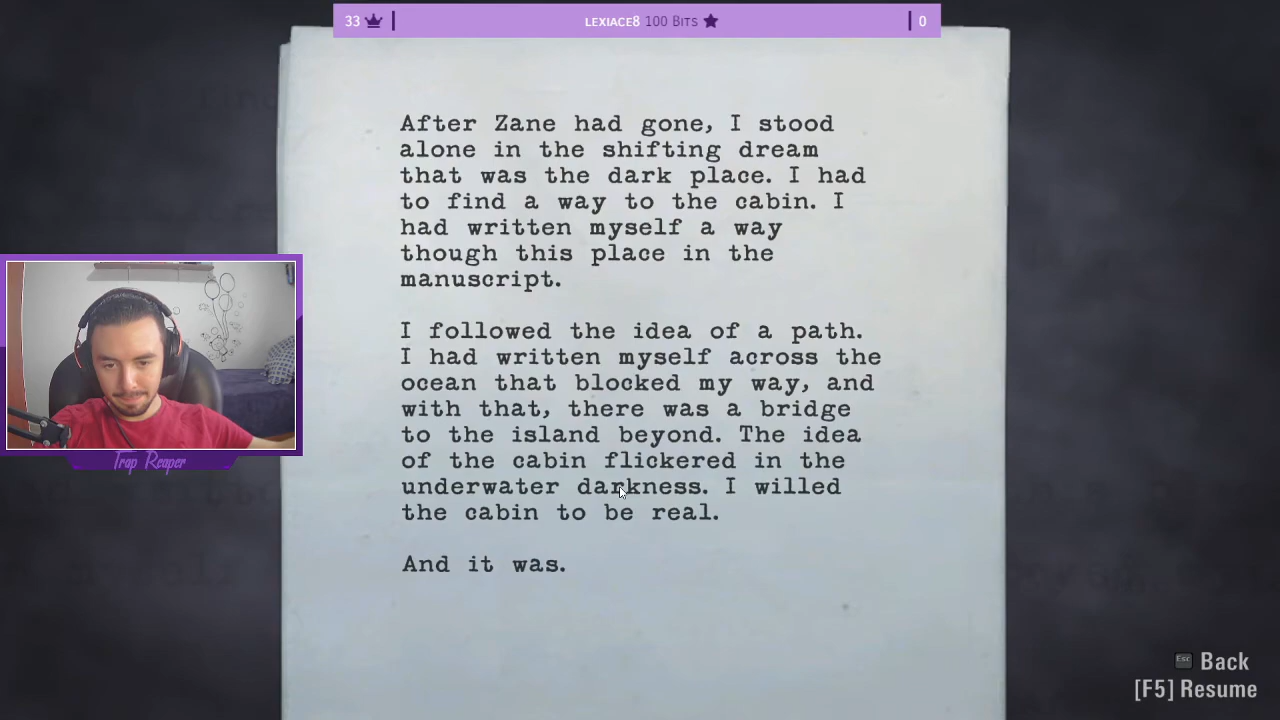 33
LEXIACE8 100 BITS
0
After Zane had gone, I stood
alone in the shifting dream
that was the dark place. I had
to find a way to the cabin. I
had written myself a way
though this place in the
manuscript.
I followed the idea of a path.
I had written myself across the
ocean that blocked my way, and
with that, there was a bridge
to the island beyond. The idea
of the cabin flickered in the
underwater darkness. I willed
the cabin to be real.
And it was.
Trap Reaper
Esc Back
[F5] Resume